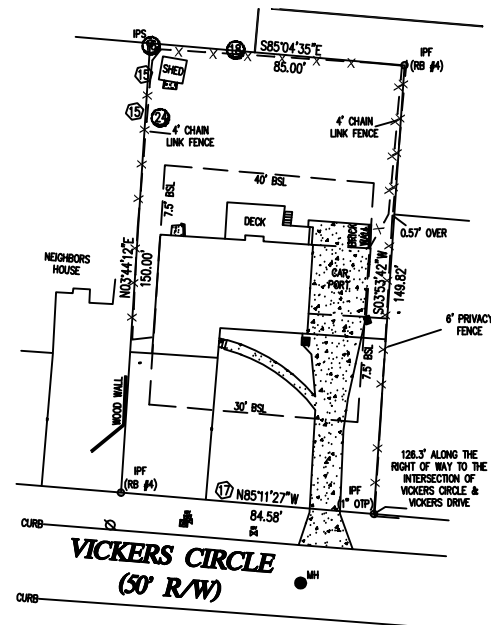 IPS
S85°04'35"E
85.00'
IPF
(RB #4)
SHED
15
15
24
4' CHAIN
LINK FENCE
4' CHAIN
LINK FENCE
40' BSL
7.5' BSL
DECK
BRICK
WALL
0.57' OVER
NEIGHBORS
HOUSE
N03°44'12"E
150.00'
CAR
PORT
S03°53'42"W
149.82'
6' PRIVACY
FENCE
7.5' BSL
WOOD WALL
30' BSL
126.3' ALONG THE
RIGHT OF WAY TO THE
INTERSECTION OF
VICKERS CIRCLE &
VICKERS DRIVE
IPF
(RB #4)
17
N85°11'27"W
84.58'
IPF
(1" OTP)
CURB
VICKERS CIRCLE
(50' R/W)
MH
CURB